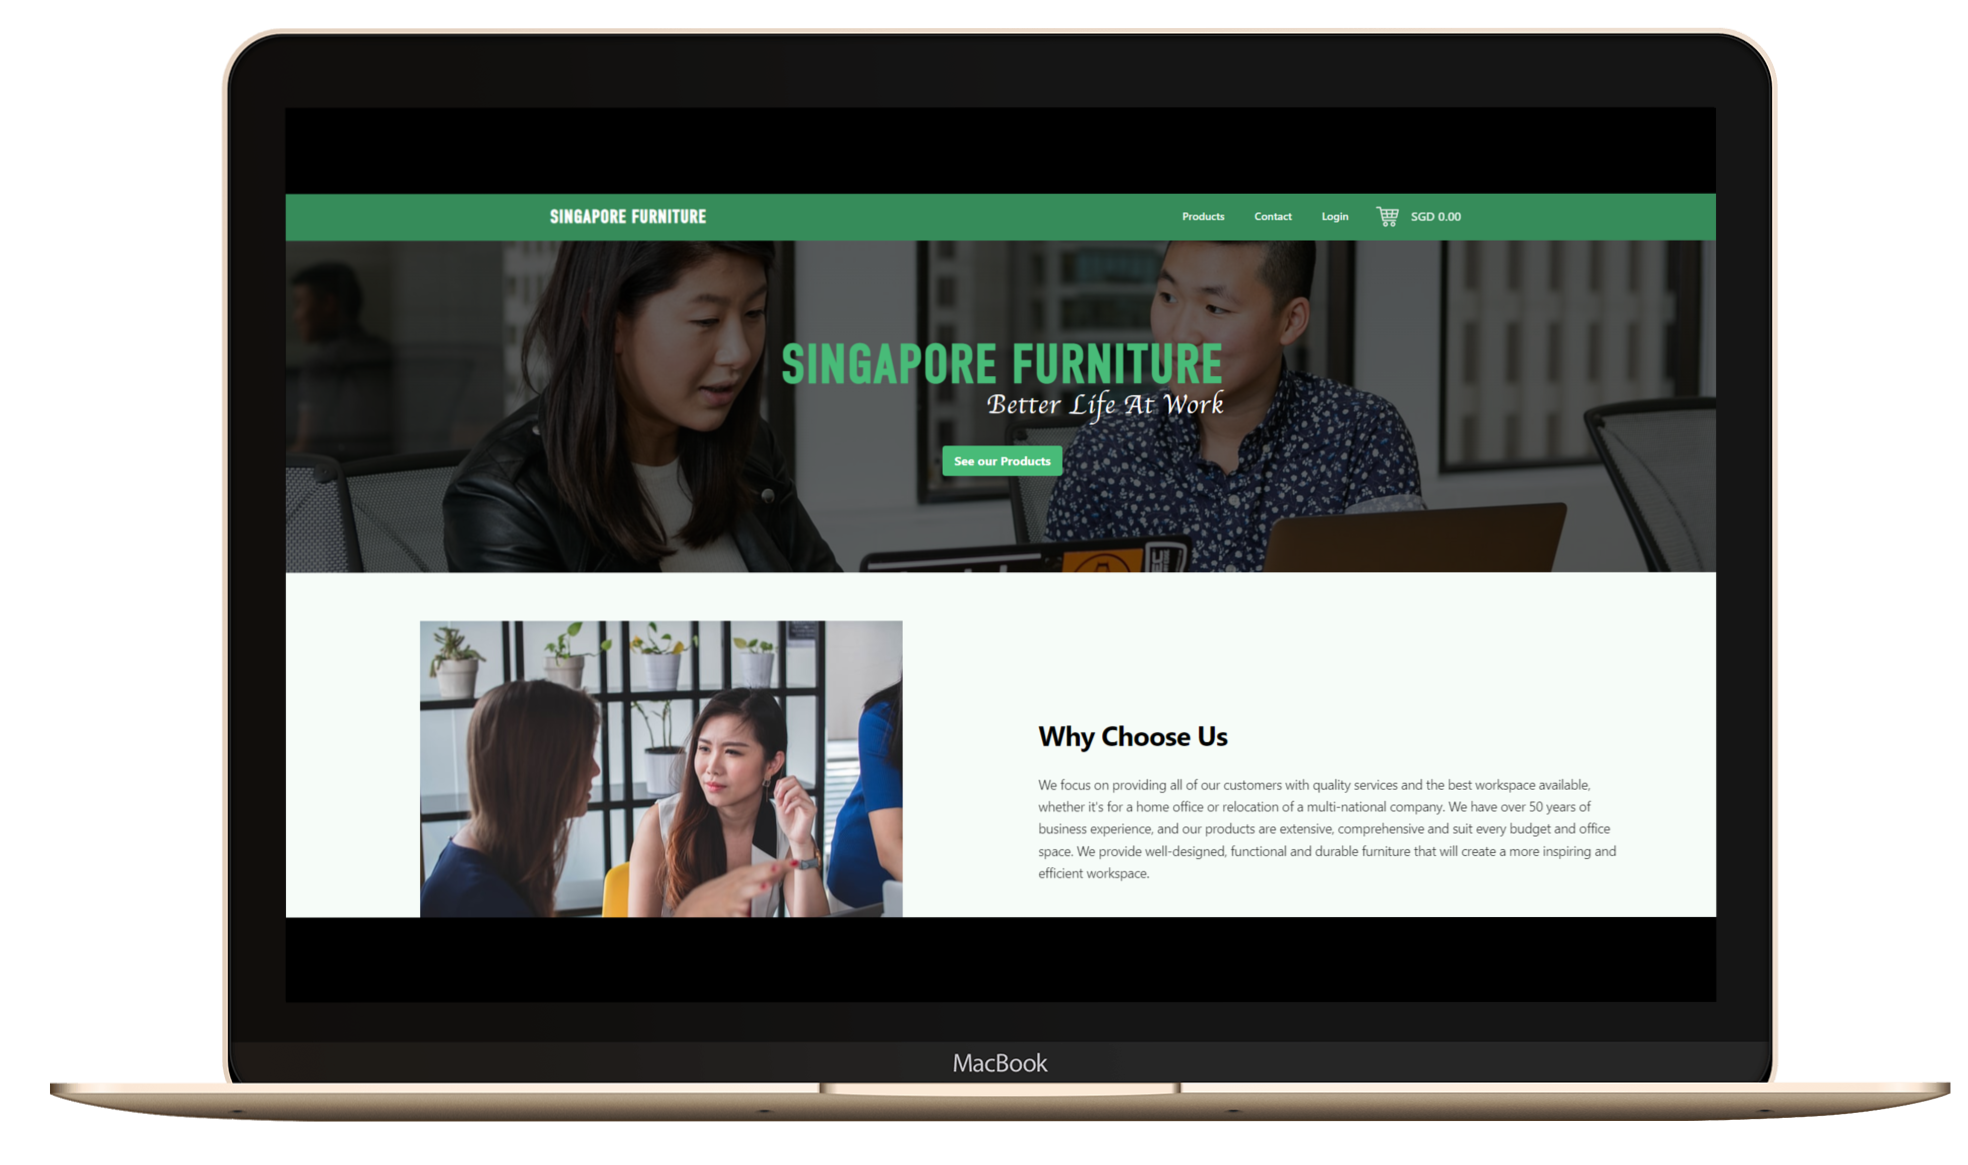 SINGAPORE FURNITURE
Products
Contact
Login
SGD 0.00
SINGAPORE FURNITURE
Better Life At Work
See our Products
Why Choose Us
We focus on providing all of our customers with quality services and the best workspace available,
whether it's for a home office or relocation of a multi-national company. We have over 50 years of
business experience, and our products are extensive, comprehensive and suit every budget and office
space. We provide well-designed, functional and durable furniture that will create a more inspiring and
efficient workspace.
MacBook